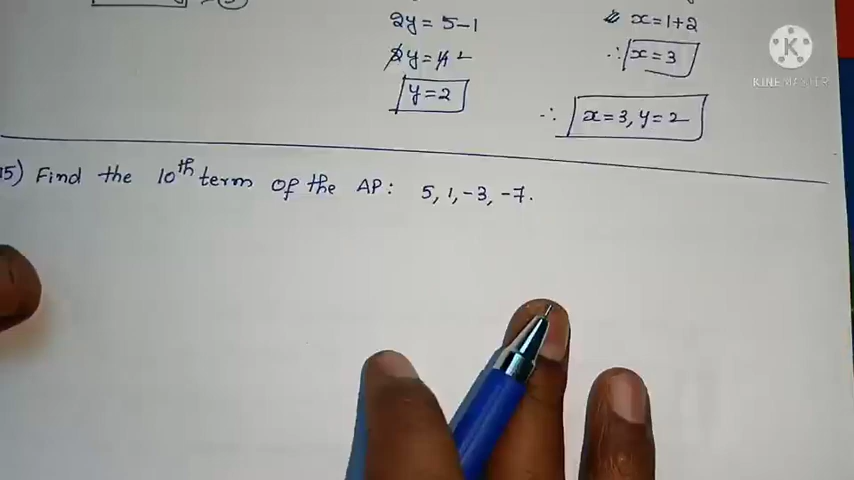 2y = 5-1
2y = 4 2
y = 2
x = 1+2
∴ x = 3
∴ x = 3, y = 2
15) Find the 10th term of the AP: 5, 1, -3, -7.
K
KINEMASTER